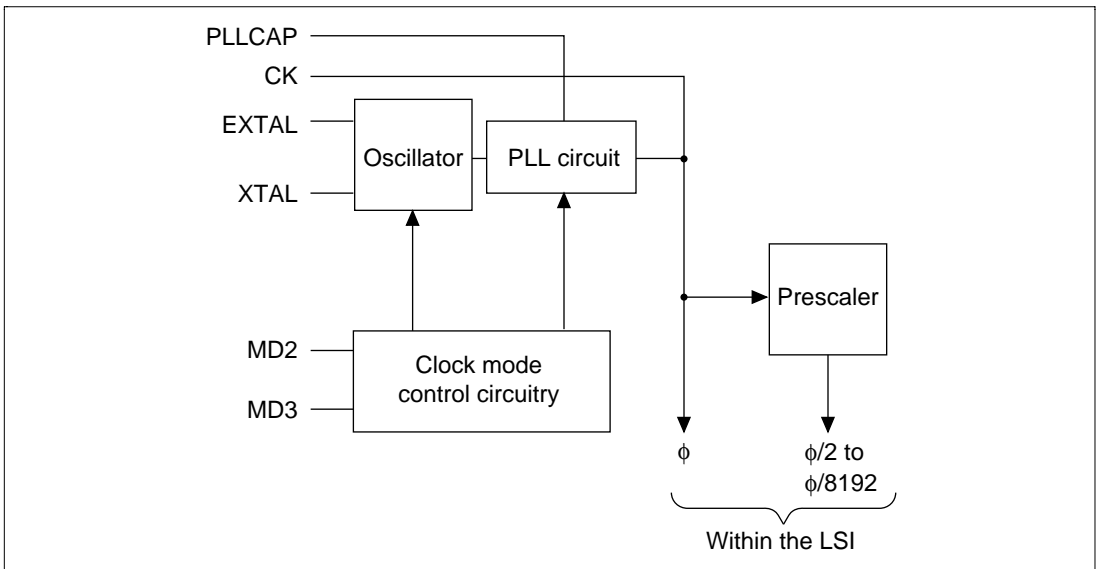 PLLCAP
CK
EXTAL
Oscillator
PLL circuit
XTAL
Prescaler
MD2
Clock mode
control circuitry
MD3
ϕ
ϕ/2 to
ϕ/8192
Within the LSI